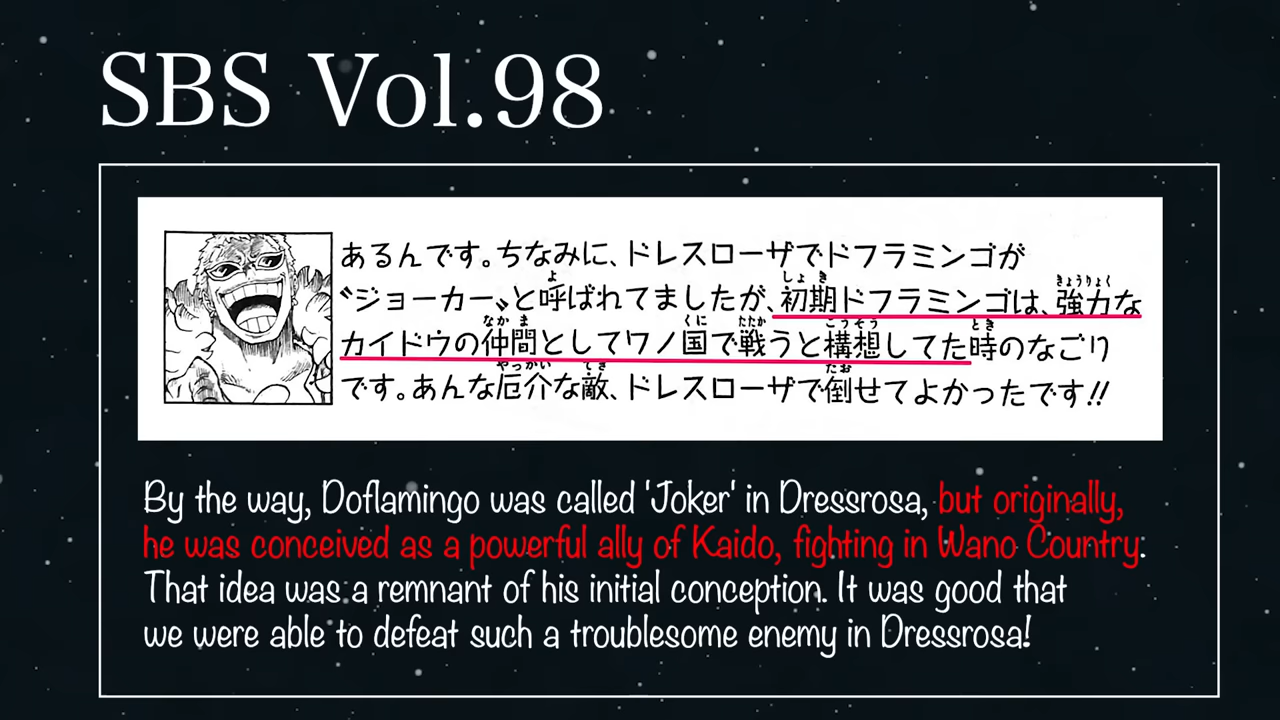 SBS Vol.98
あるんです。ちなみに、ドレスローザでドフラミンゴが
〝ジョーカー〟と呼ばれてましたが、初期ドフラミンゴは、強力な
カイドウの仲間としてワノ国で戦うと構想してた時のなごり
です。あんな厄介な敵、ドレスローザで倒せてよかったです!!
By the way, Doflamingo was called 'Joker' in Dressrosa, but originally,
he was conceived as a powerful ally of Kaido, fighting in Wano Country.
That idea was a remnant of his initial conception. It was good that
we were able to defeat such a troublesome enemy in Dressrosa!